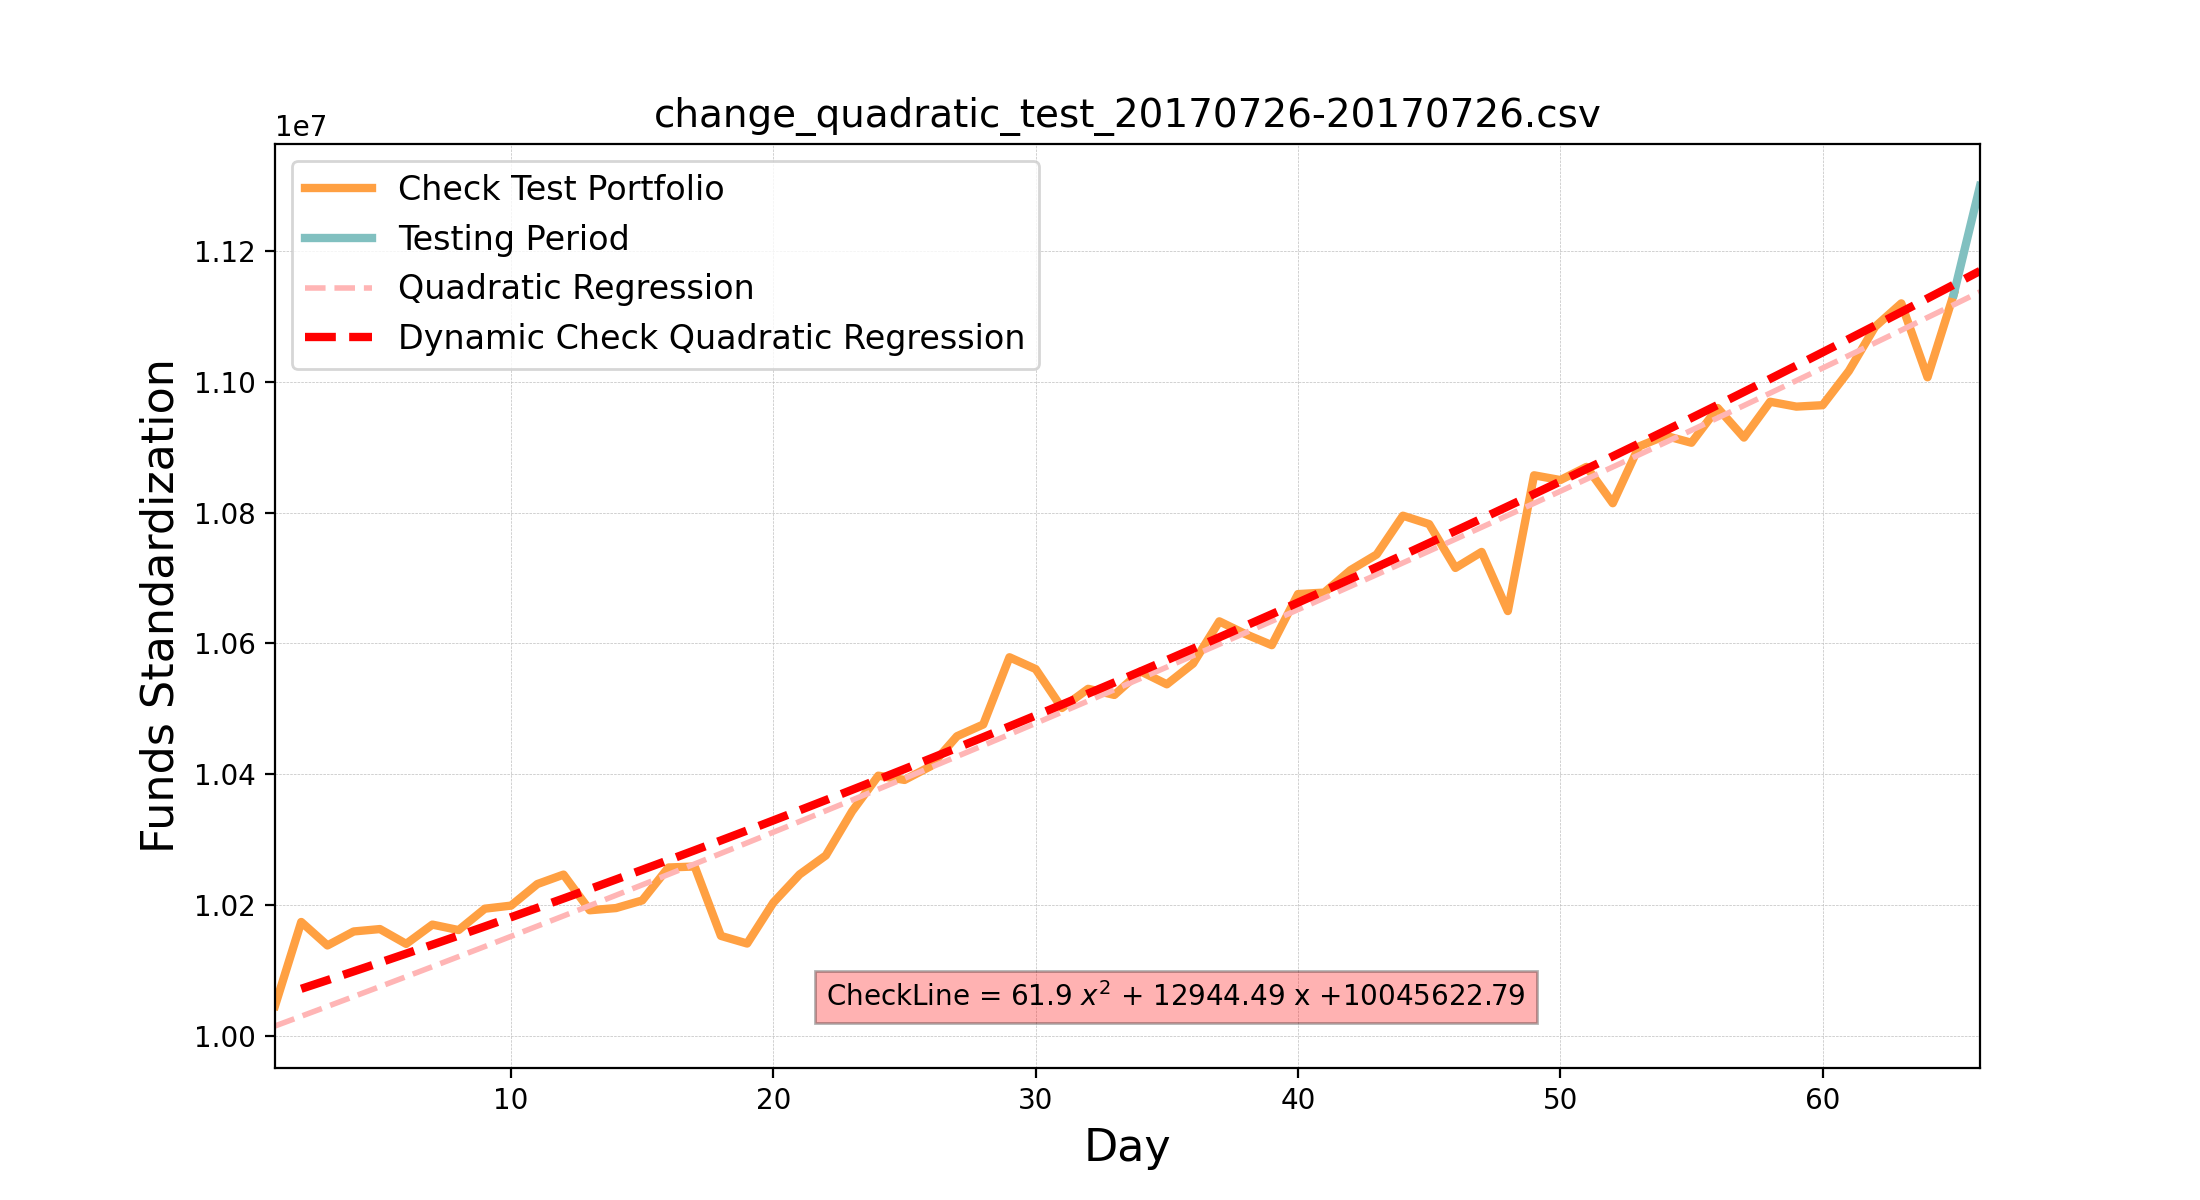 change_quadratic_test_20170726-20170726.csv
1e7
Check Test Portfolio
Testing Period
Quadratic Regression
Dynamic Check Quadratic Regression
1.12
1.10
1.08
1.06
1.04
1.02
1.00
Funds Standardization
CheckLine = 61.9 x² + 12944.49 x +10045622.79
10 20 30 40 50 60
Day